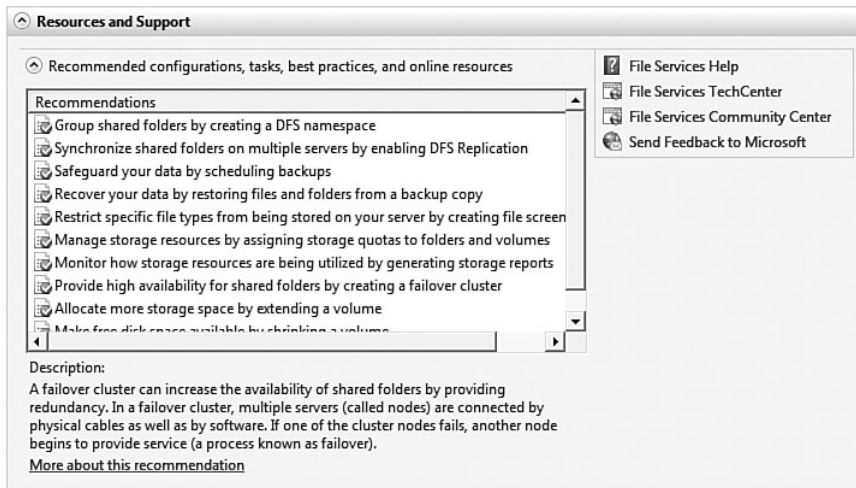 Resources and Support
Recommended configurations, tasks, best practices, and online resources
Recommendations
Group shared folders by creating a DFS namespace
Synchronize shared folders on multiple servers by enabling DFS Replication
Safeguard your data by scheduling backups
Recover your data by restoring files and folders from a backup copy
Restrict specific file types from being stored on your server by creating file screen
Manage storage resources by assigning storage quotas to folders and volumes
Monitor how storage resources are being utilized by generating storage reports
Provide high availability for shared folders by creating a failover cluster
Allocate more storage space by extending a volume
Make free disk space available by shrinking a volume
Description:
A failover cluster can increase the availability of shared folders by providing
redundancy. In a failover cluster, multiple servers (called nodes) are connected by
physical cables as well as by software. If one of the cluster nodes fails, another node
begins to provide service (a process known as failover).
More about this recommendation
File Services Help
File Services TechCenter
File Services Community Center
Send Feedback to Microsoft